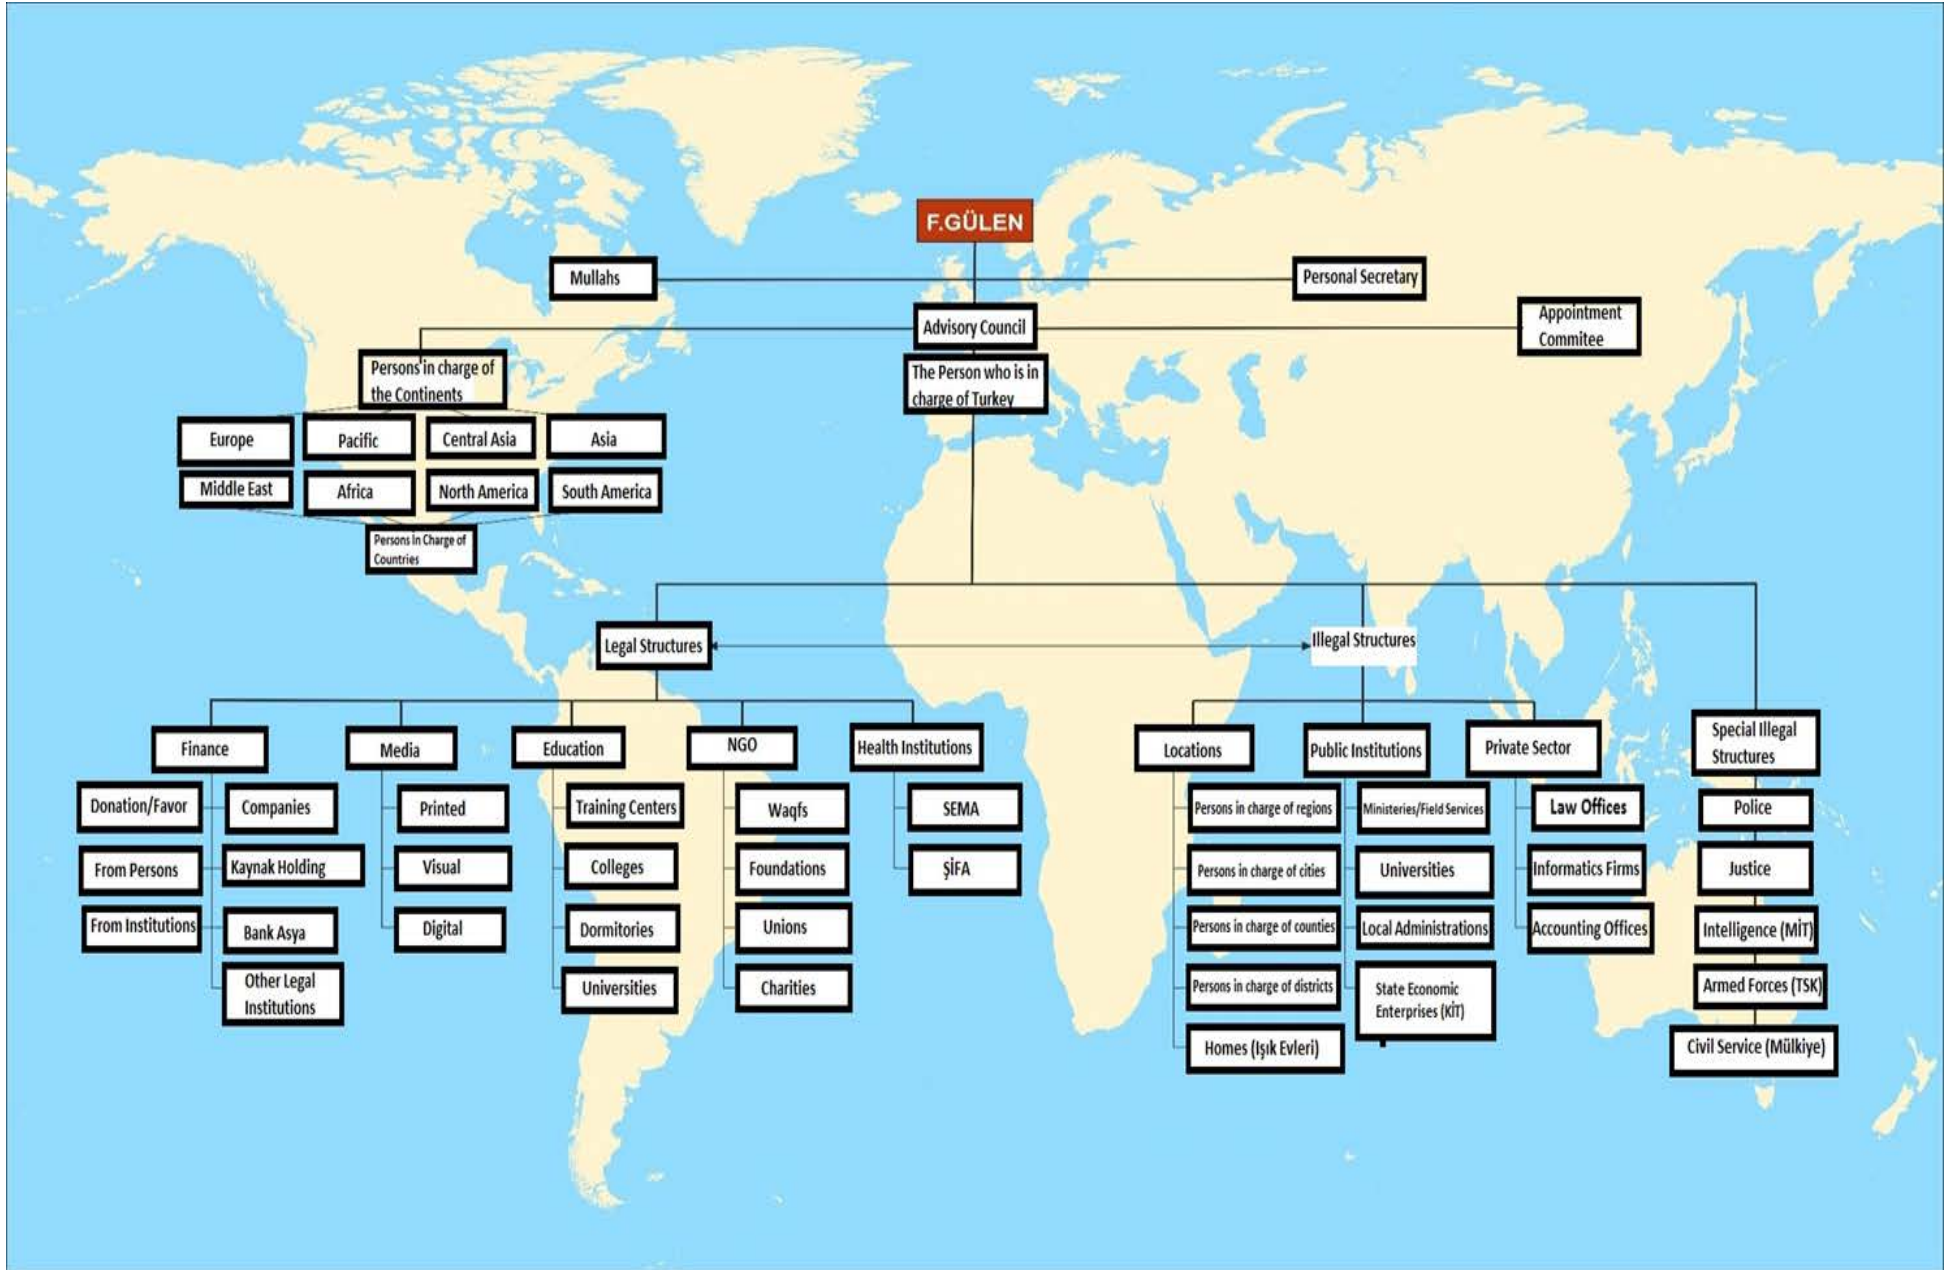 F.GÜLEN
Mullahs
Personal Secretary
Advisory Council
Appointment
Commitee
Persons in charge of
the Continents
The Person who is in
charge of Turkey
Europe
Pacific
Central Asia
Asia
Middle East
Africa
North America
South America
Persons In Charge of
Countries
Legal Structures
Illegal Structures
Finance
Media
Education
NGO
Health Institutions
Locations
Public Institutions
Private Sector
Special Illegal
Structures
Donation/Favor
Companies
Printed
Training Centers
Waqfs
SEMA
Persons in charge of regions
Ministeries/Field Services
Law Offices
Police
From Persons
Kaynak Holding
Visual
Colleges
Foundations
ŞİFA
Persons in charge of cities
Universities
Informatics Firms
Justice
From Institutions
Bank Asya
Digital
Dormitories
Unions
Persons in charge of counties
Local Administrations
Accounting Offices
Intelligence (MİT)
Other Legal
Institutions
Universities
Charities
Persons in charge of districts
State Economic
Enterprises (KİT)
Armed Forces (TSK)
Homes (Işık Evleri)
Civil Service (Mülkiye)